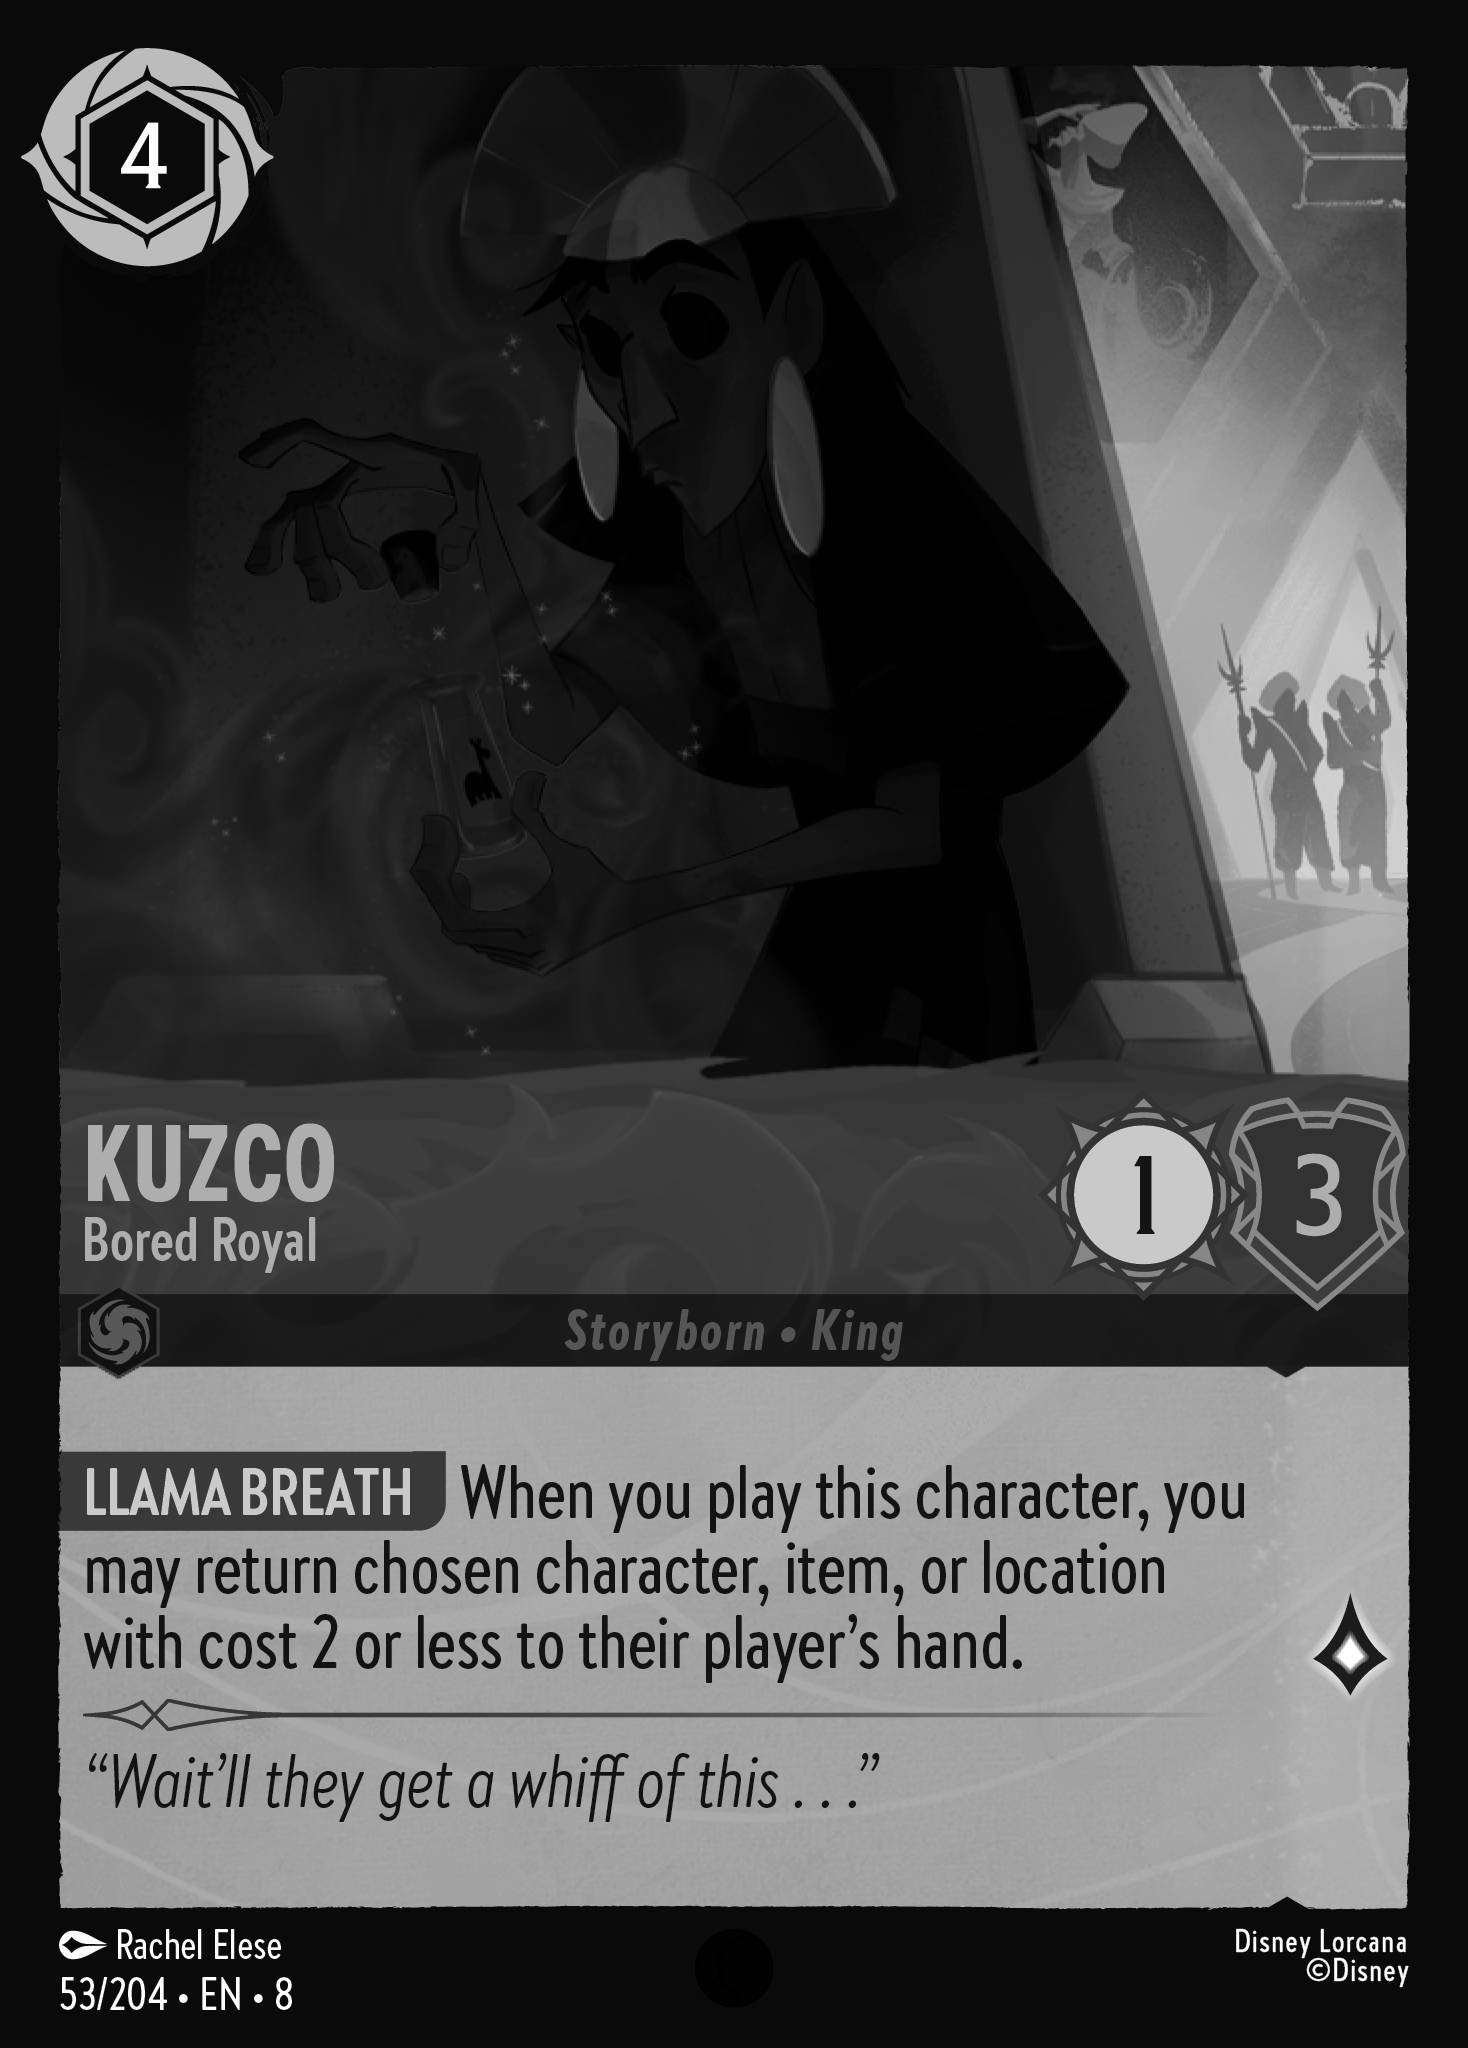 4
KUZCO
Bored Royal
1
3
Storyborn • King
LLAMA BREATH When you play this character, you
may return chosen character, item, or location
with cost 2 or less to their player’s hand.
“Wait’ll they get a whiff of this . . .”
Rachel Elese
53/204 • EN • 8
Disney Lorcana
©Disney